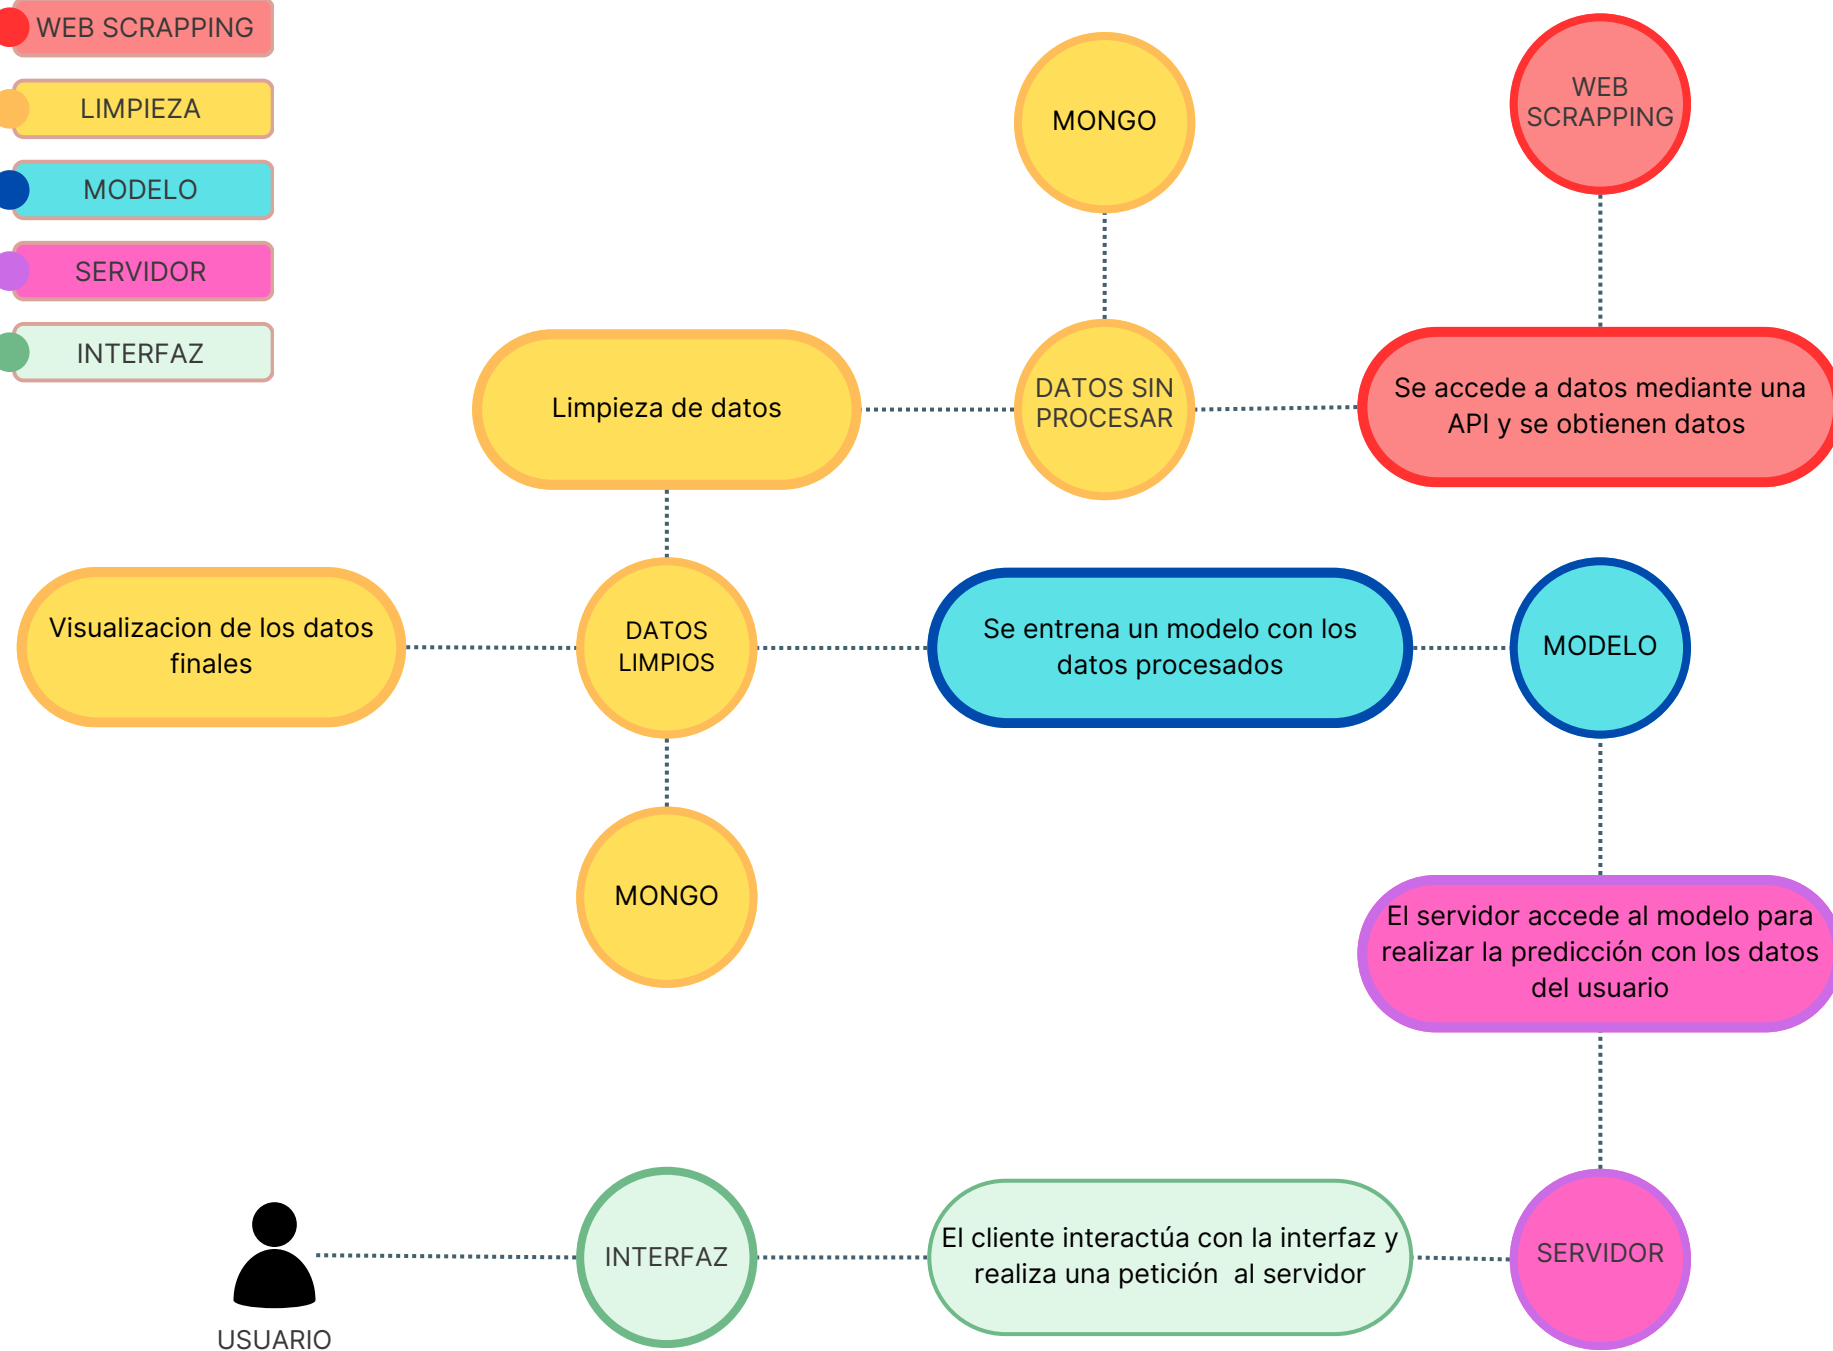 WEB SCRAPPING
LIMPIEZA
MODELO
SERVIDOR
INTERFAZ
MONGO
WEB
SCRAPPING
Limpieza de datos
DATOS SIN
PROCESAR
Se accede a datos mediante una
API y se obtienen datos
Visualizacion de los datos
finales
DATOS
LIMPIOS
Se entrena un modelo con los
datos procesados
MODELO
MONGO
El servidor accede al modelo para
realizar la predicción con los datos
del usuario
USUARIO
INTERFAZ
El cliente interactúa con la interfaz y
realiza una petición  al servidor
SERVIDOR